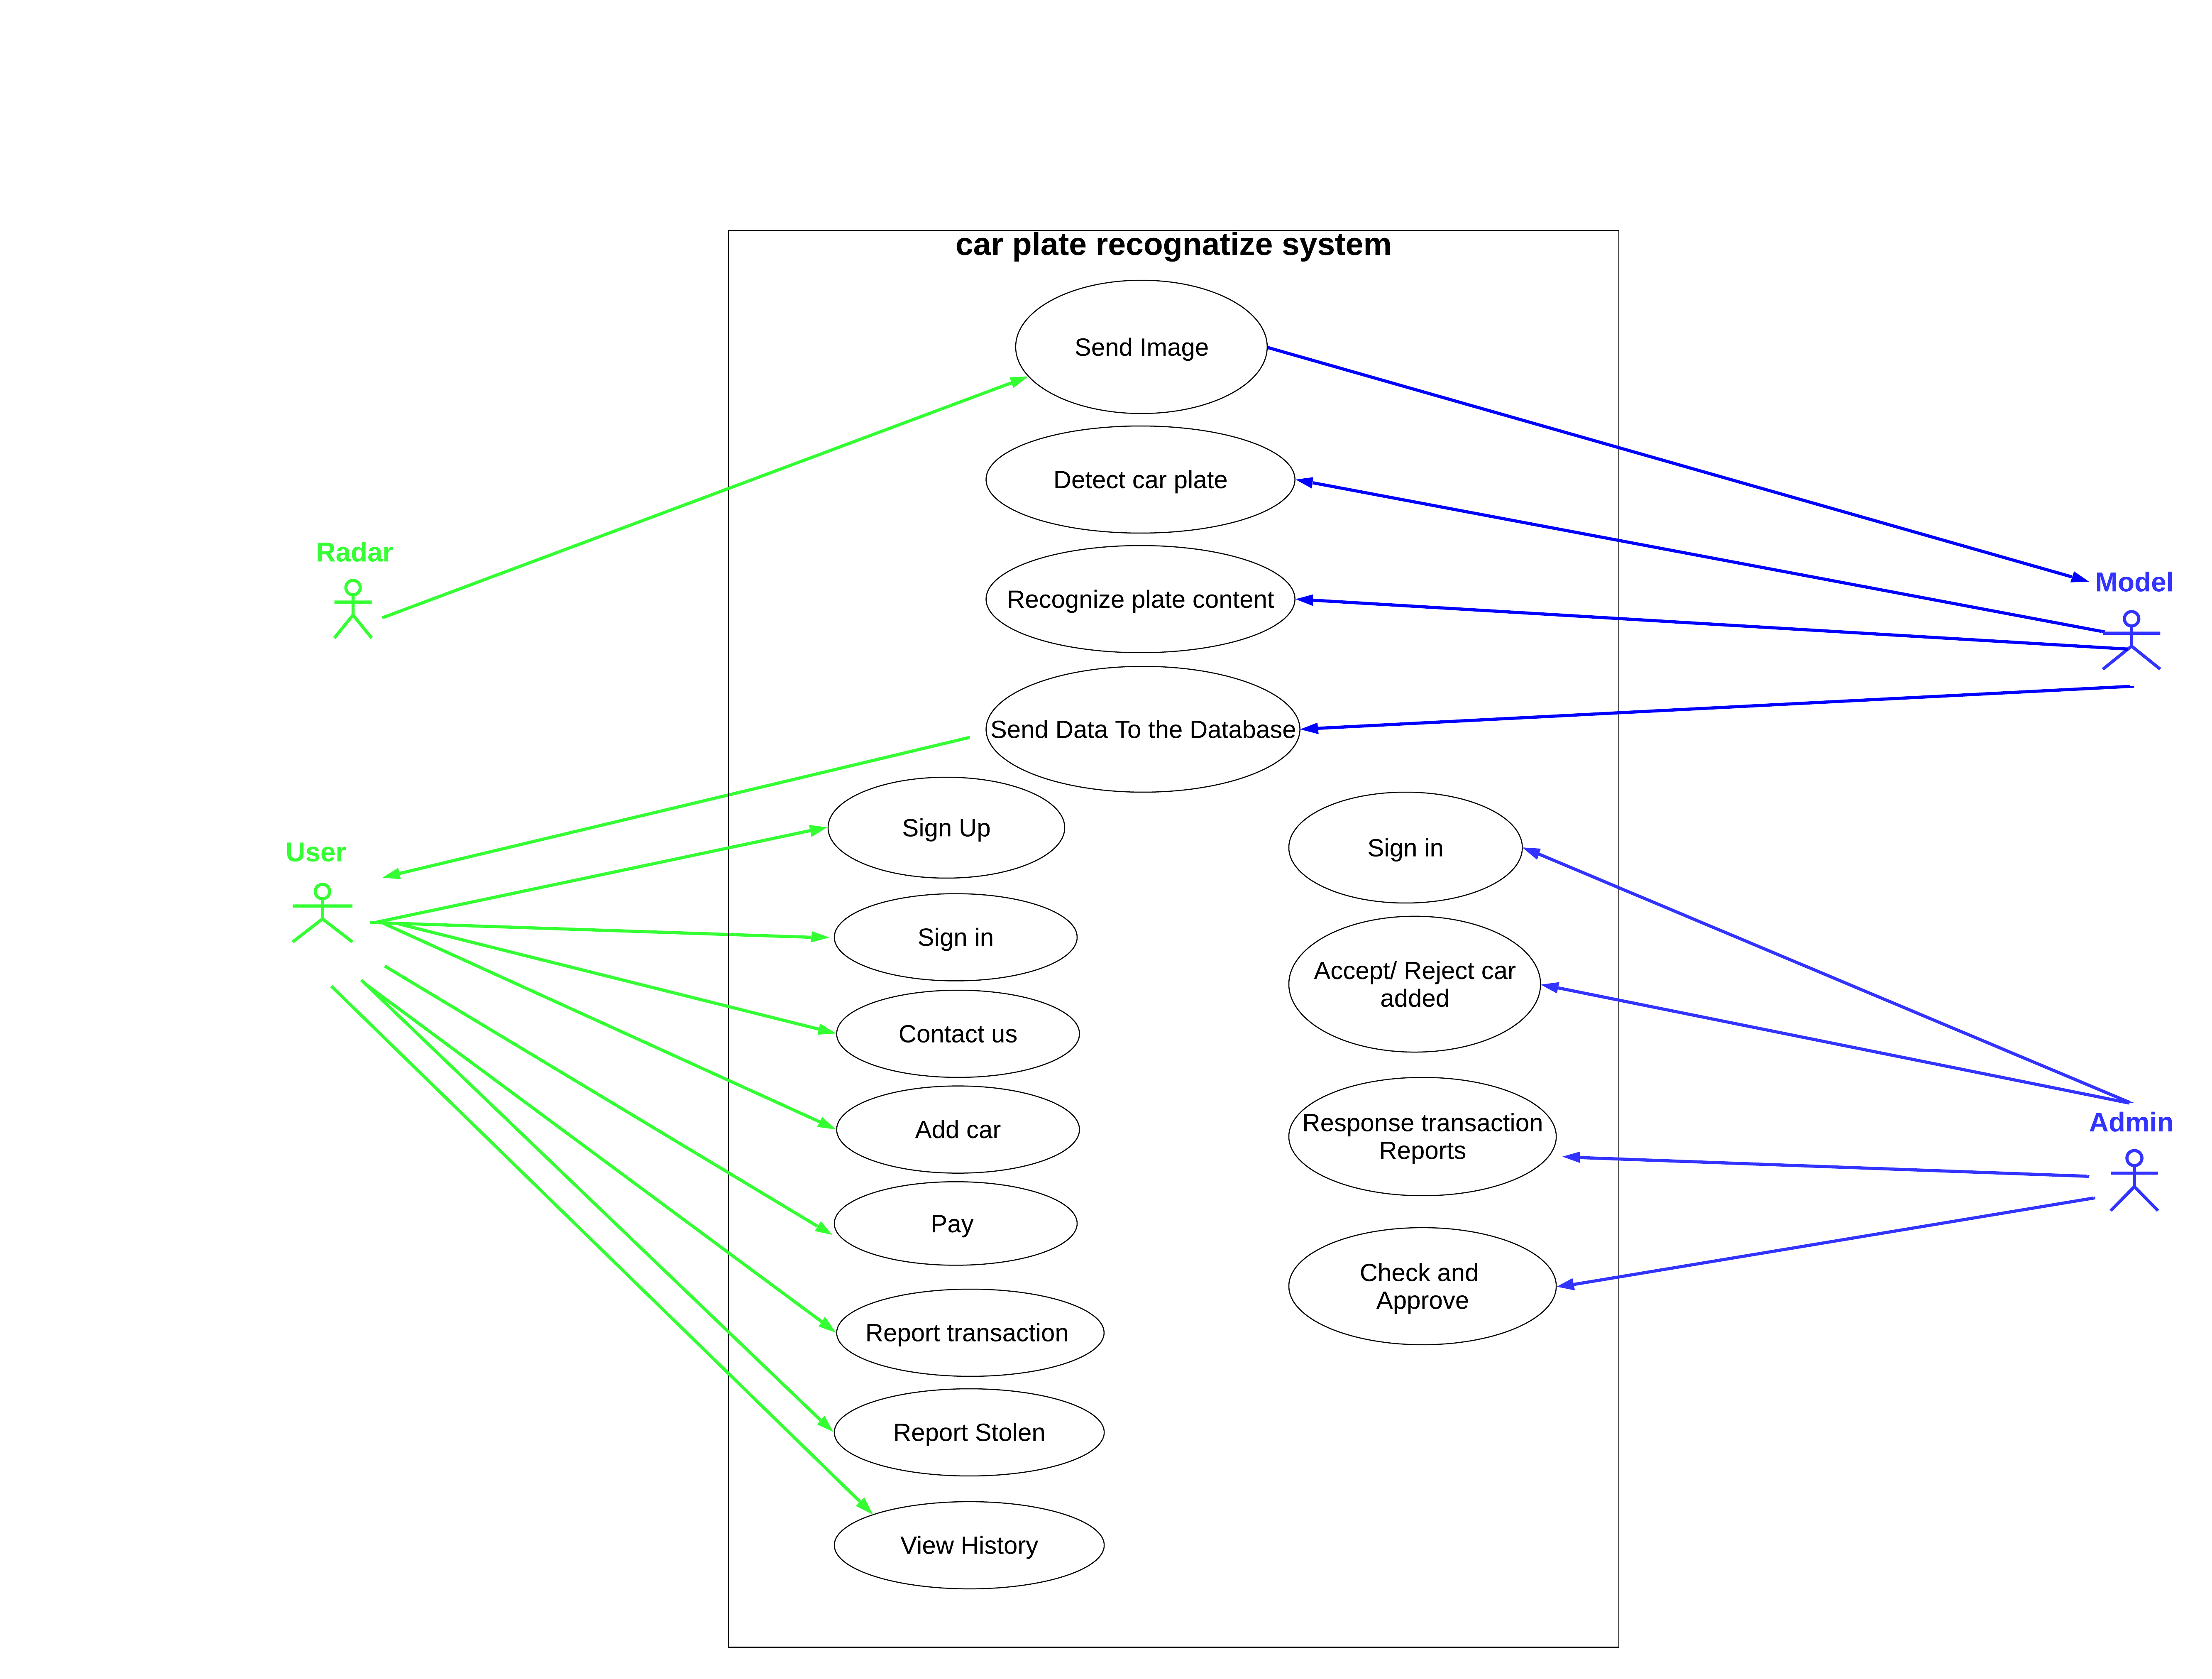 car plate recognatize system
Send Image
Detect car plate
Radar
Model
Recognize plate content
Send Data To the Database
Sign Up
User
Sign in
Sign in
Accept/ Reject car
added
Contact us
Add car
Admin
Response transaction
Reports
Pay
Check and
Approve
Report transaction
Report Stolen
View History